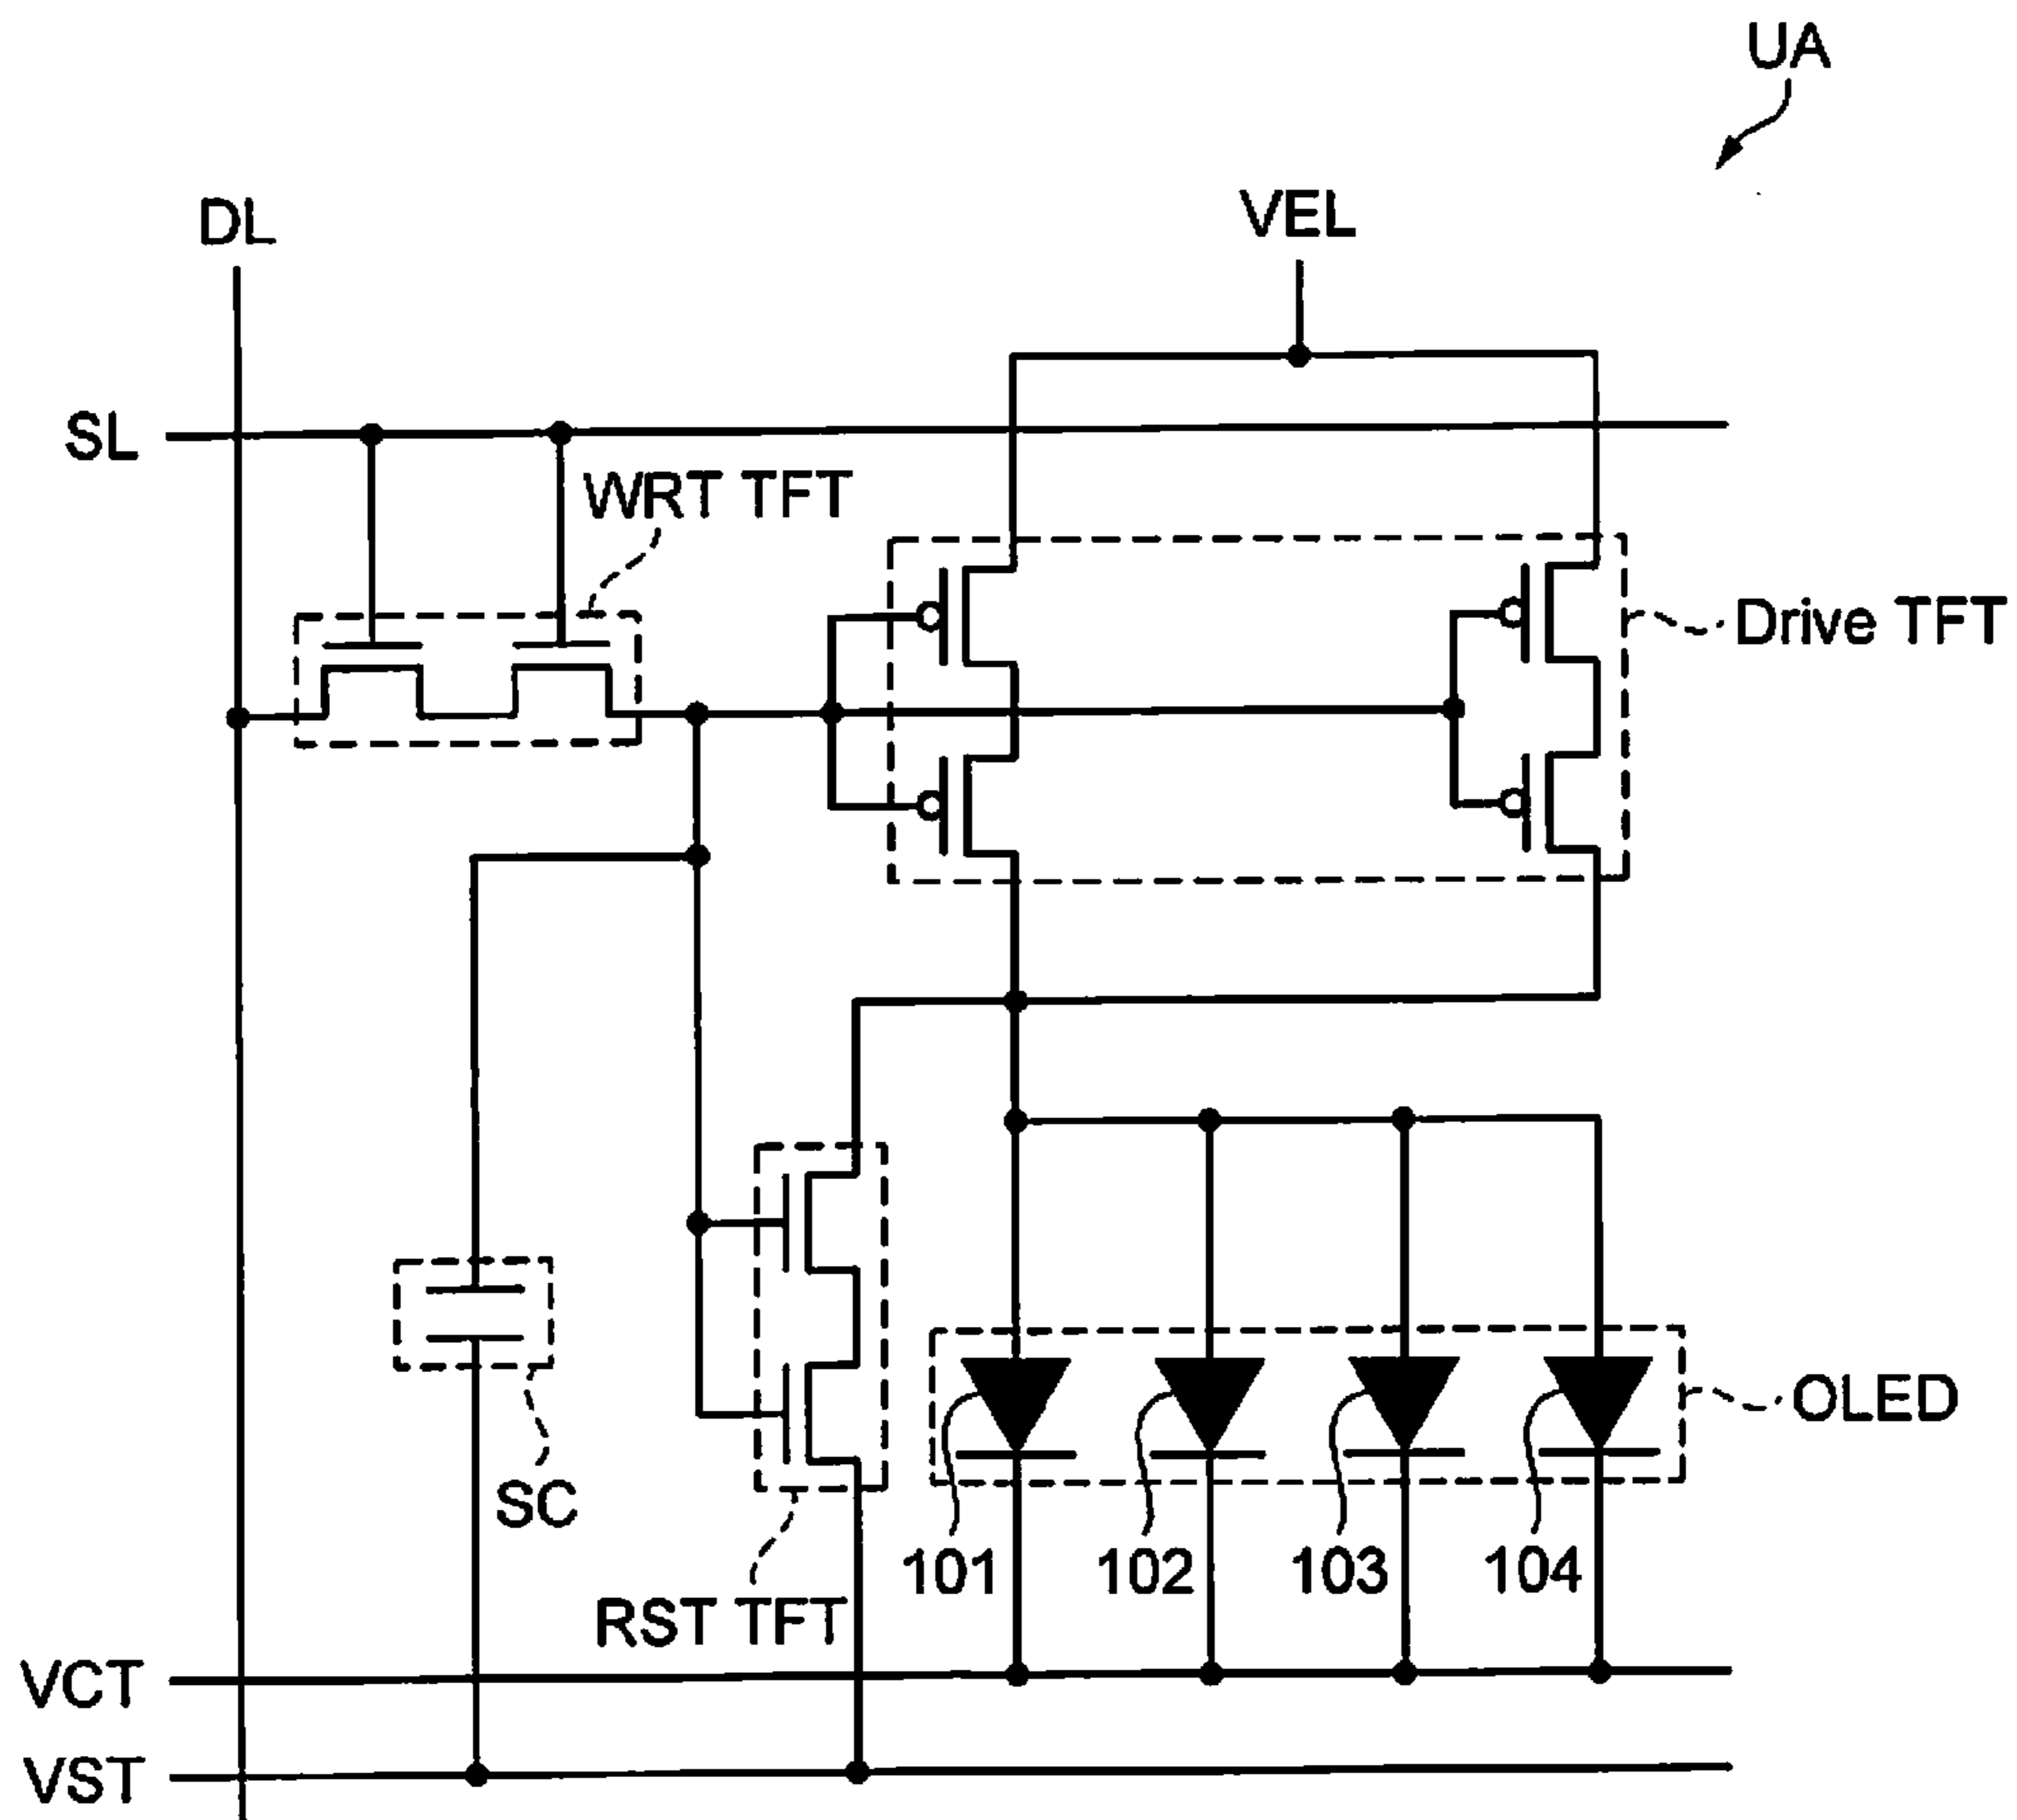 UA
DL
VEL
SL
WRT TFT
Drive TFT
OLED
SC
101
102
103
104
RST TFT
VCT
VST